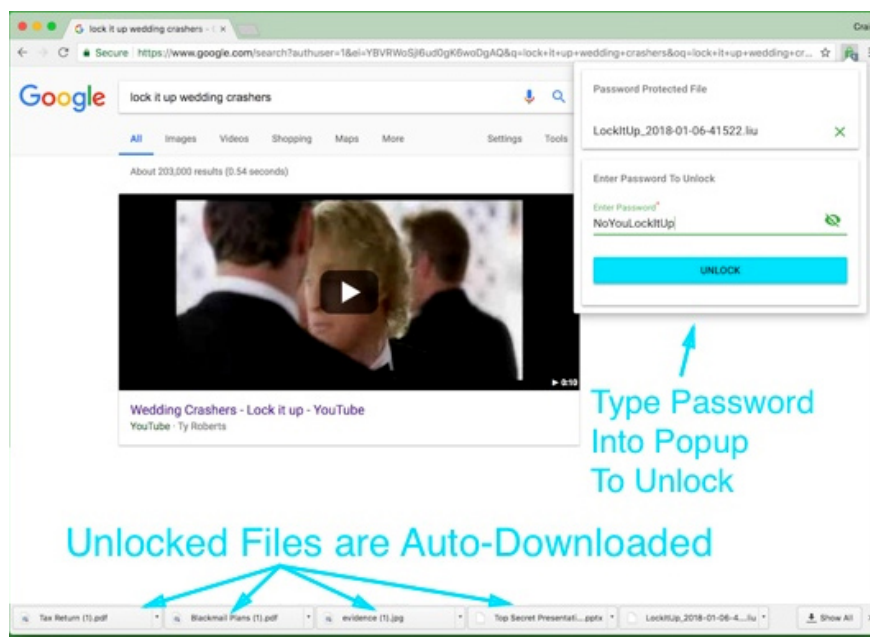 lock it up wedding crashers - (
Crai
Secure https://www.google.com/search?authuser=1&ei=YBVRWoSjI6ud0gK6woDgAQ&q=lock+it+up+wedding+crashers&oq=lock+it+up+wedding+cr...
Google
lock it up wedding crashers
All Images Videos Shopping Maps More Settings Tools
About 203,000 results (0.54 seconds)
0:10
Wedding Crashers - Lock it up - YouTube
YouTube · Ty Roberts
Password Protected File
LockItUp_2018-01-06-41522.liu
Enter Password To Unlock
Enter Password*
NoYouLockItUp
UNLOCK
Type Password
Into Popup
To Unlock
Unlocked Files are Auto-Downloaded
Tax Return (1).pdf
Blackmail Plans (1).pdf
evidence (1).jpg
Top Secret Presentati....pptx
LockItUp_2018-01-06-4....liu
Show All